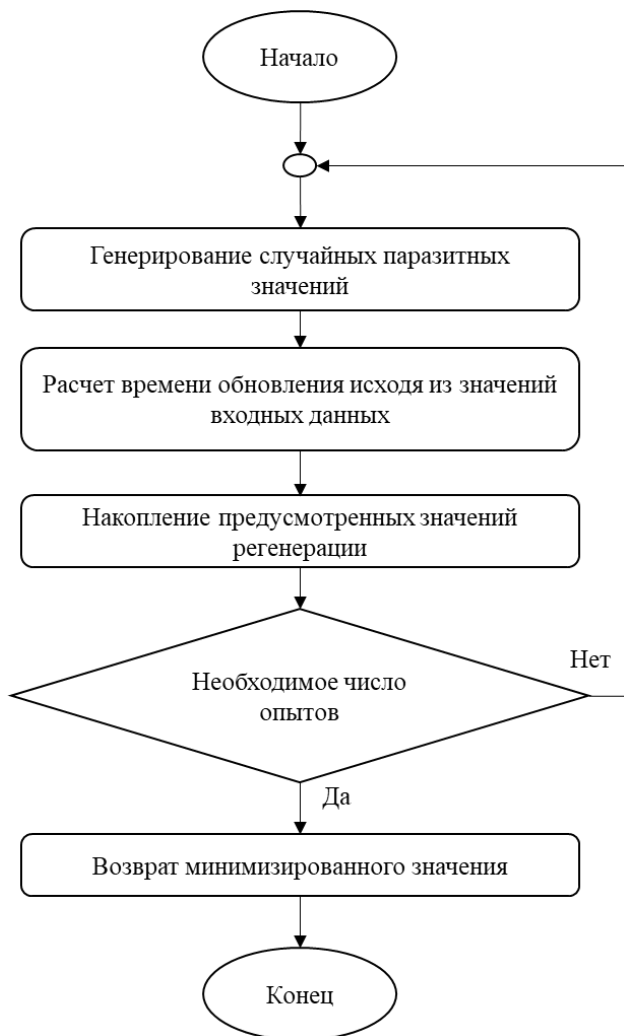 Начало
Генерирование случайных паразитных
значений
Расчет времени обновления исходя из значений
входных данных
Накопление предусмотренных значений
регенерации
Необходимое число
опытов
Нет
Да
Возврат минимизированного значения
Конец